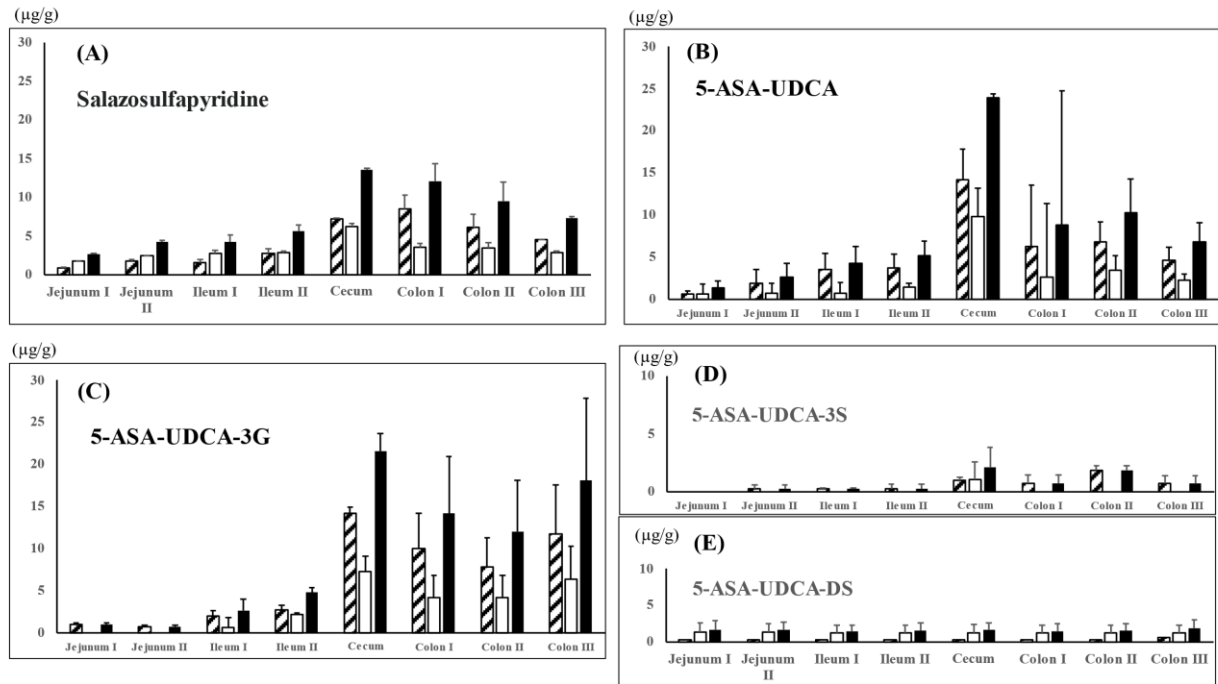 (µg/g)
(A)
Salazosulfapyridine
30
25
20
15
10
5
0
Jejunum I Jejunum II Ileum I Ileum II Cecum Colon I Colon II Colon III
(µg/g)
(B)
5-ASA-UDCA
30
25
20
15
10
5
0
Jejunum I Jejunum II Ileum I Ileum II Cecum Colon I Colon II Colon III
(µg/g)
(C)
5-ASA-UDCA-3G
30
25
20
15
10
5
0
Jejunum I Jejunum II Ileum I Ileum II Cecum Colon I Colon II Colon III
(µg/g)
(D)
5-ASA-UDCA-3S
10
5
0
Jejunum I Jejunum II Ileum I Ileum II Cecum Colon I Colon II Colon III
(µg/g)
(E)
5-ASA-UDCA-DS
10
5
0
Jejunum I Jejunum II Ileum I Ileum II Cecum Colon I Colon II Colon III